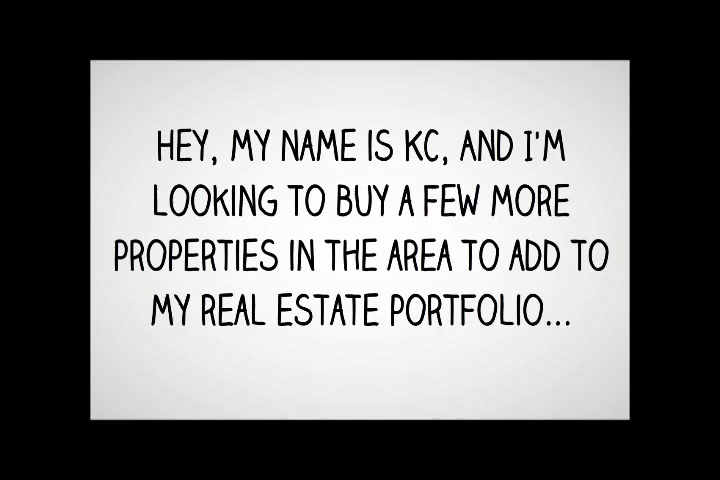 HEY, MY NAME IS KC, AND I'M
LOOKING TO BUY A FEW MORE
PROPERTIES IN THE AREA TO ADD TO
MY REAL ESTATE PORTFOLIO...